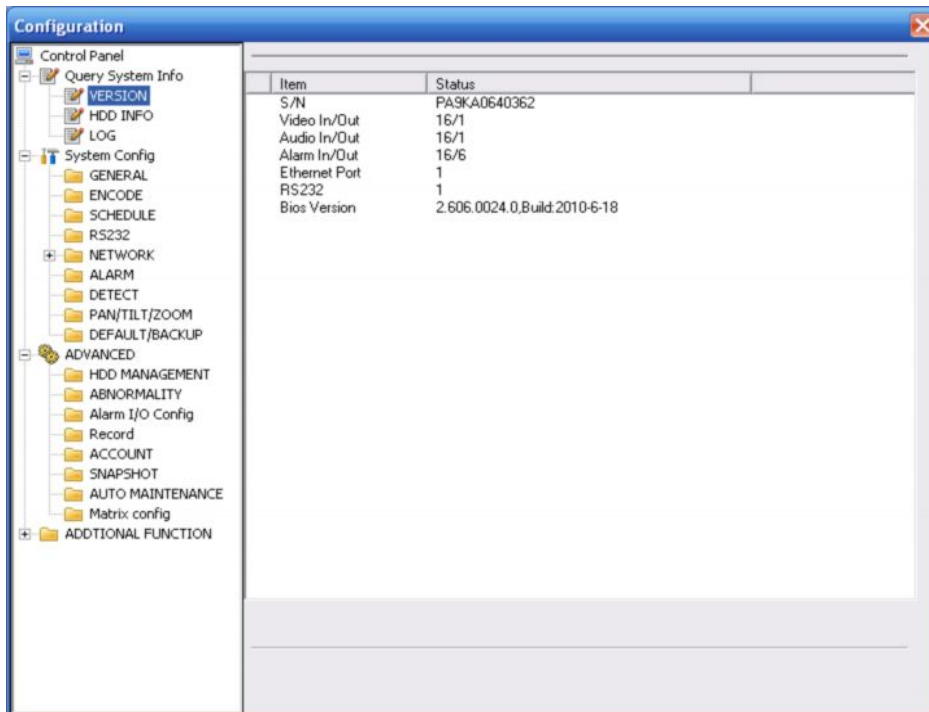 Configuration
Control Panel
Query System Info
VERSION
HDD INFO
LOG
System Config
GENERAL
ENCODE
SCHEDULE
RS232
NETWORK
ALARM
DETECT
PAN/TILT/ZOOM
DEFAULT/BACKUP
ADVANCED
HDD MANAGEMENT
ABNORMALITY
Alarm I/O Config
Record
ACCOUNT
SNAPSHOT
AUTO MAINTENANCE
Matrix config
ADDTIONAL FUNCTION
Item Status
S/N PA9KA0640362
Video In/Out 16/1
Audio In/Out 16/1
Alarm In/Out 16/6
Ethernet Port 1
RS232 1
Bios Version 2.606.0024.0,Build:2010-6-18